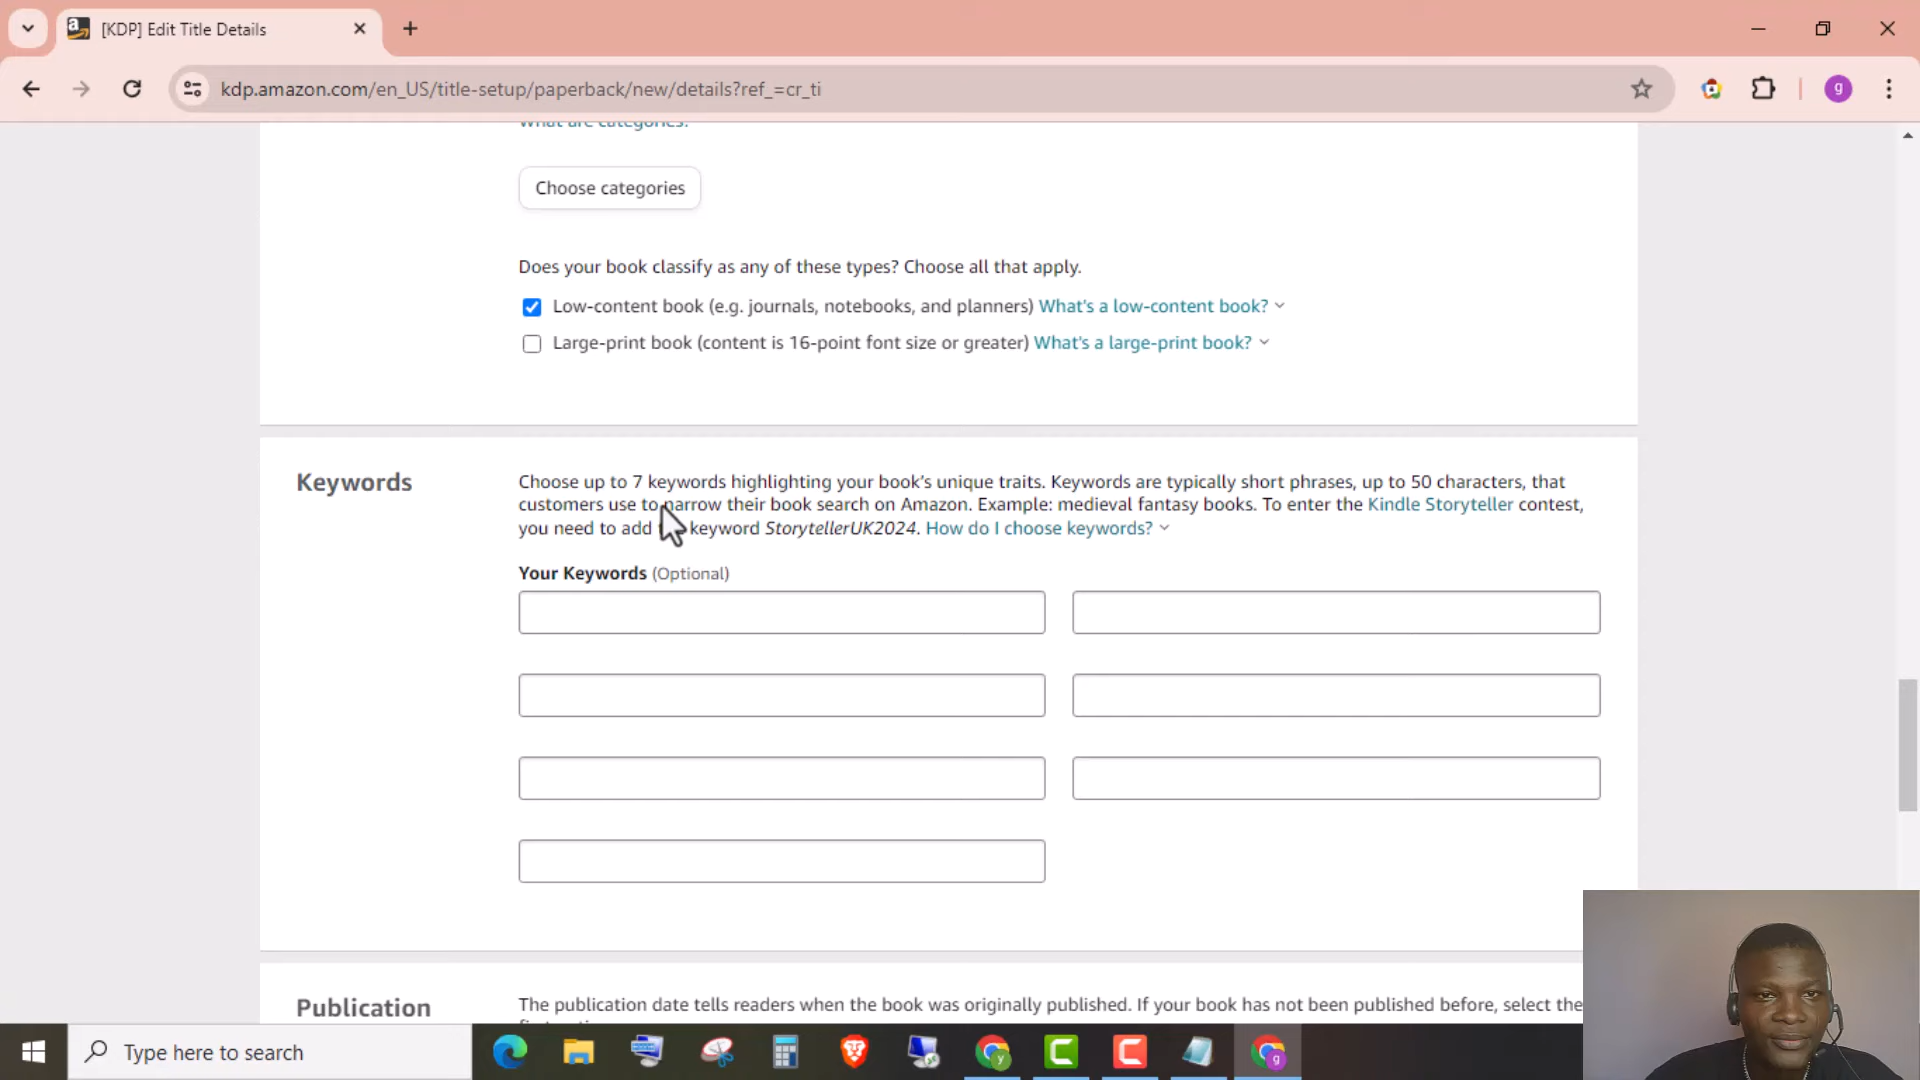 [KDP] Edit Title Details
kdp.amazon.com/en_US/title-setup/paperback/new/details?ref_=cr_ti
g
What are categories?
Choose categories
Does your book classify as any of these types? Choose all that apply.
Low-content book (e.g. journals, notebooks, and planners) What's a low-content book?
Large-print book (content is 16-point font size or greater) What's a large-print book?
Keywords
Choose up to 7 keywords highlighting your book's unique traits. Keywords are typically short phrases, up to 50 characters, that
customers use to narrow their book search on Amazon. Example: medieval fantasy books. To enter the Kindle Storyteller contest,
you need to add keyword StorytellerUK2024. How do I choose keywords?
Your Keywords (Optional)
Publication
The publication date tells readers when the book was originally published. If your book has not been published before, select the
Type here to search